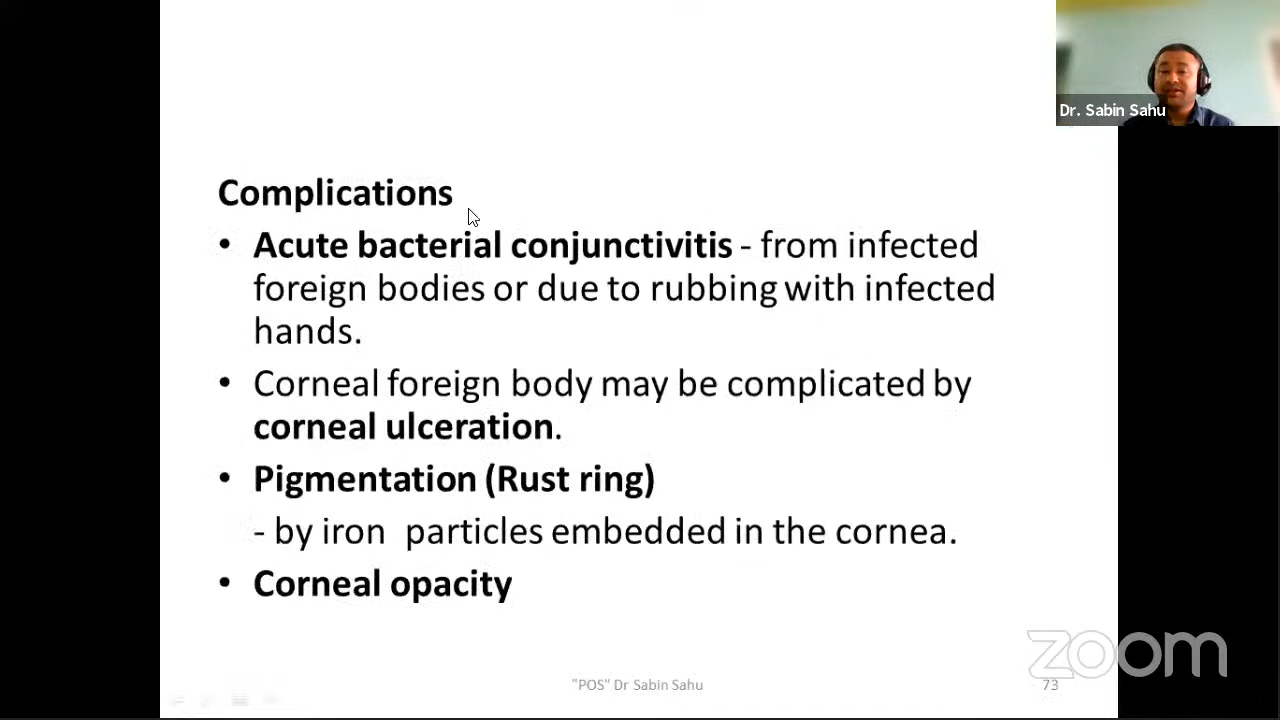 Dr. Sabin Sahu
Complications
• Acute bacterial conjunctivitis - from infected
foreign bodies or due to rubbing with infected
hands.
• Corneal foreign body may be complicated by
corneal ulceration.
• Pigmentation (Rust ring)
- by iron particles embedded in the cornea.
• Corneal opacity
zoom
"POS" Dr Sabin Sahu
73